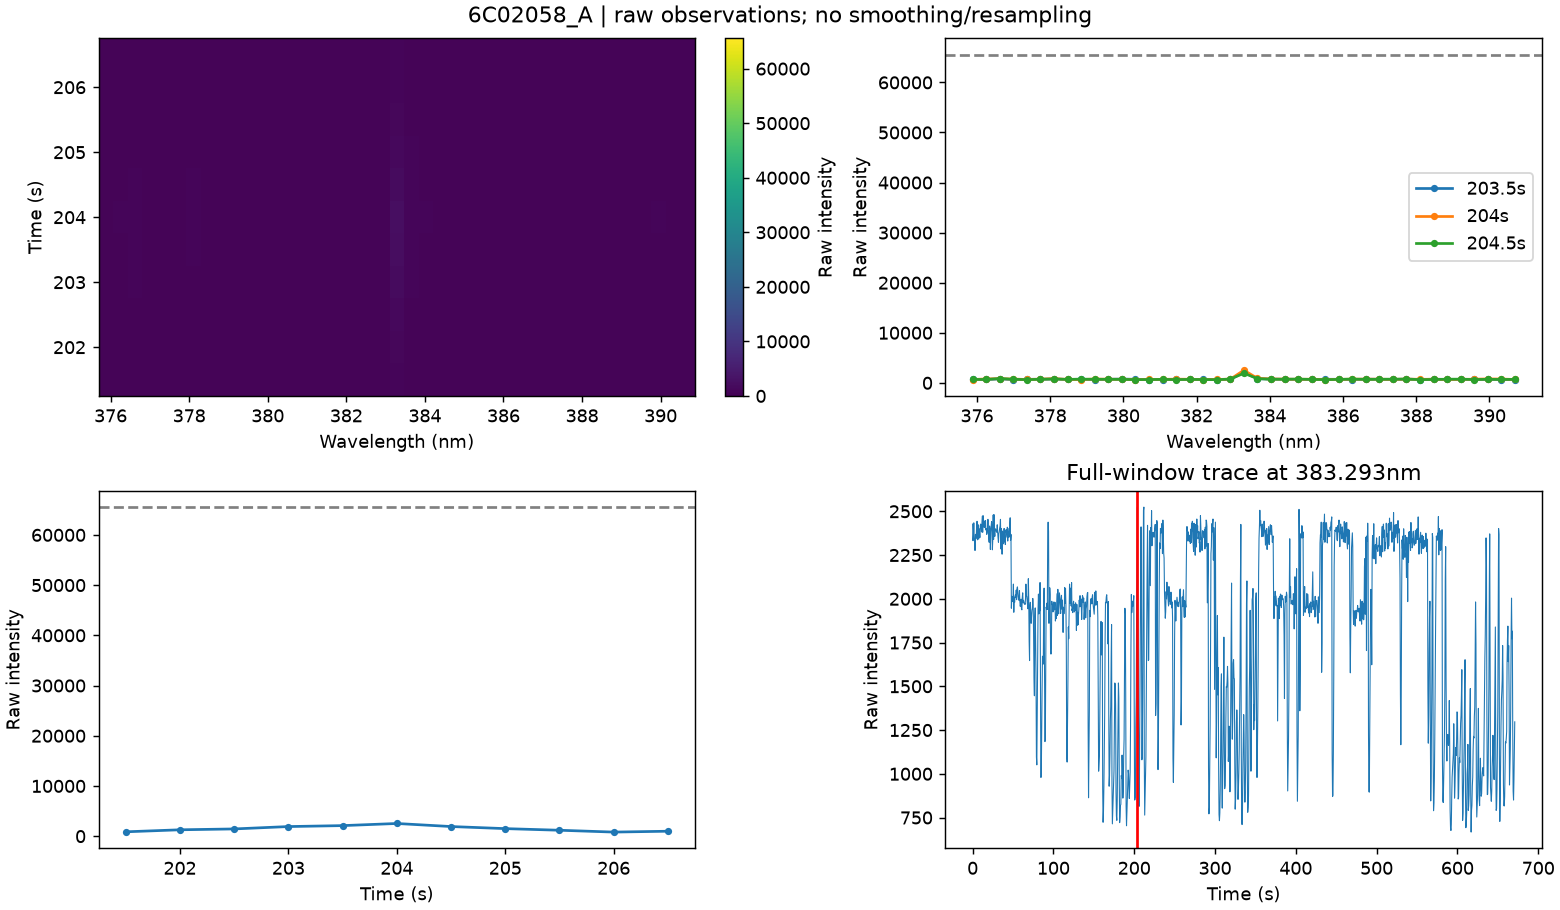 6C02058_A | raw observations; no smoothing/resampling
206
205
204
203
202
Time (s)
376 378 380 382 384 386 388 390
Wavelength (nm)
60000
50000
40000
30000
20000
10000
0
Raw intensity
60000
50000
40000
30000
20000
10000
0
Raw intensity
203.5s
204s
204.5s
376 378 380 382 384 386 388 390
Wavelength (nm)
60000
50000
40000
30000
20000
10000
0
Raw intensity
202 203 204 205 206
Time (s)
Full-window trace at 383.293nm
2500
2250
2000
1750
1500
1250
1000
750
Raw intensity
0 100 200 300 400 500 600 700
Time (s)